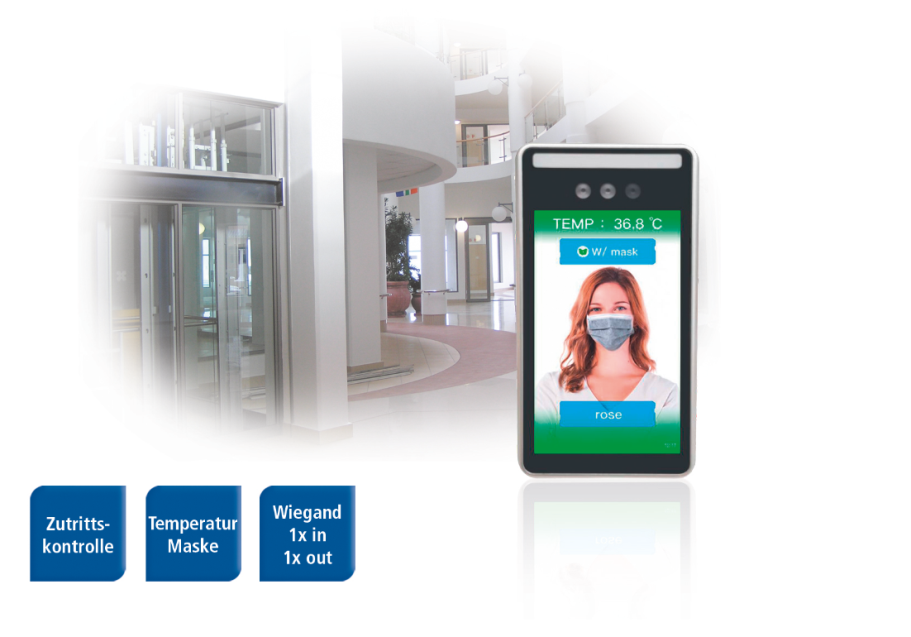 TEMP : 36.8 ℃
W/ mask
rose
Zutritts-
kontrolle
Temperatur
Maske
Wiegand
1x in
1x out